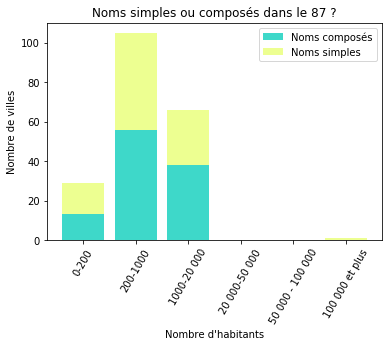 Noms simples ou composés dans le 87 ?
Noms composés
Noms simples
Nombre de villes
100
80
60
40
20
0
0-200
200-1000
1000-20 000
20 000-50 000
50 000 - 100 000
100 000 et plus
Nombre d'habitants